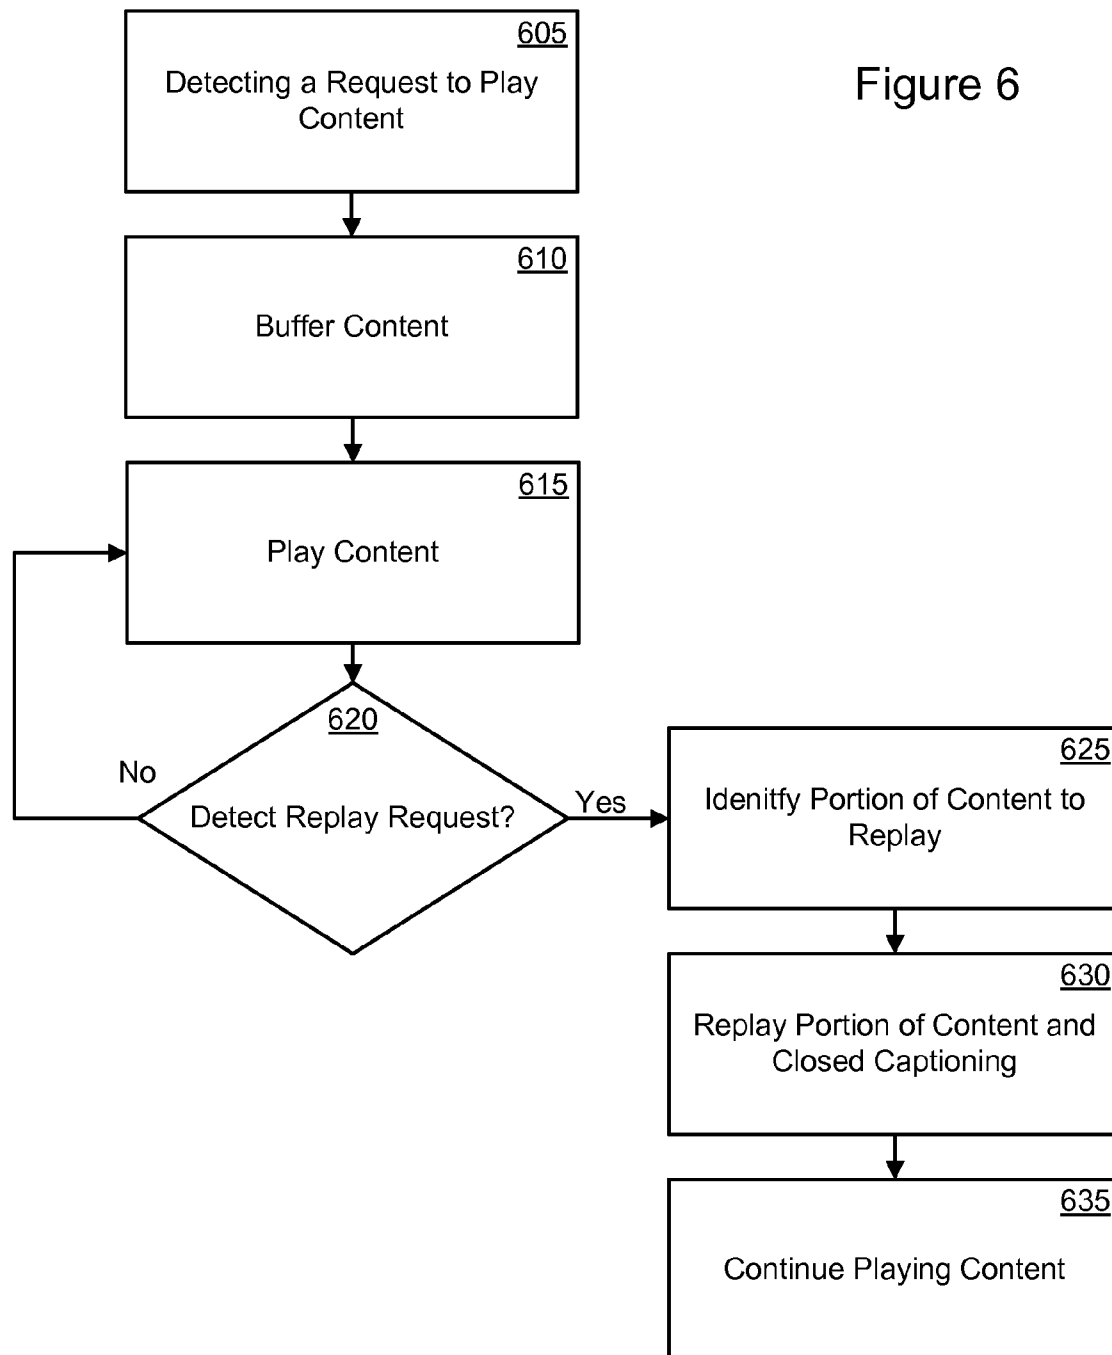 605
Detecting a Request to Play
Content
Figure 6
610
Buffer Content
615
Play Content
620
Detect Replay Request?
No
Yes
625
Idenitfy Portion of Content to
Replay
630
Replay Portion of Content and
Closed Captioning
635
Continue Playing Content